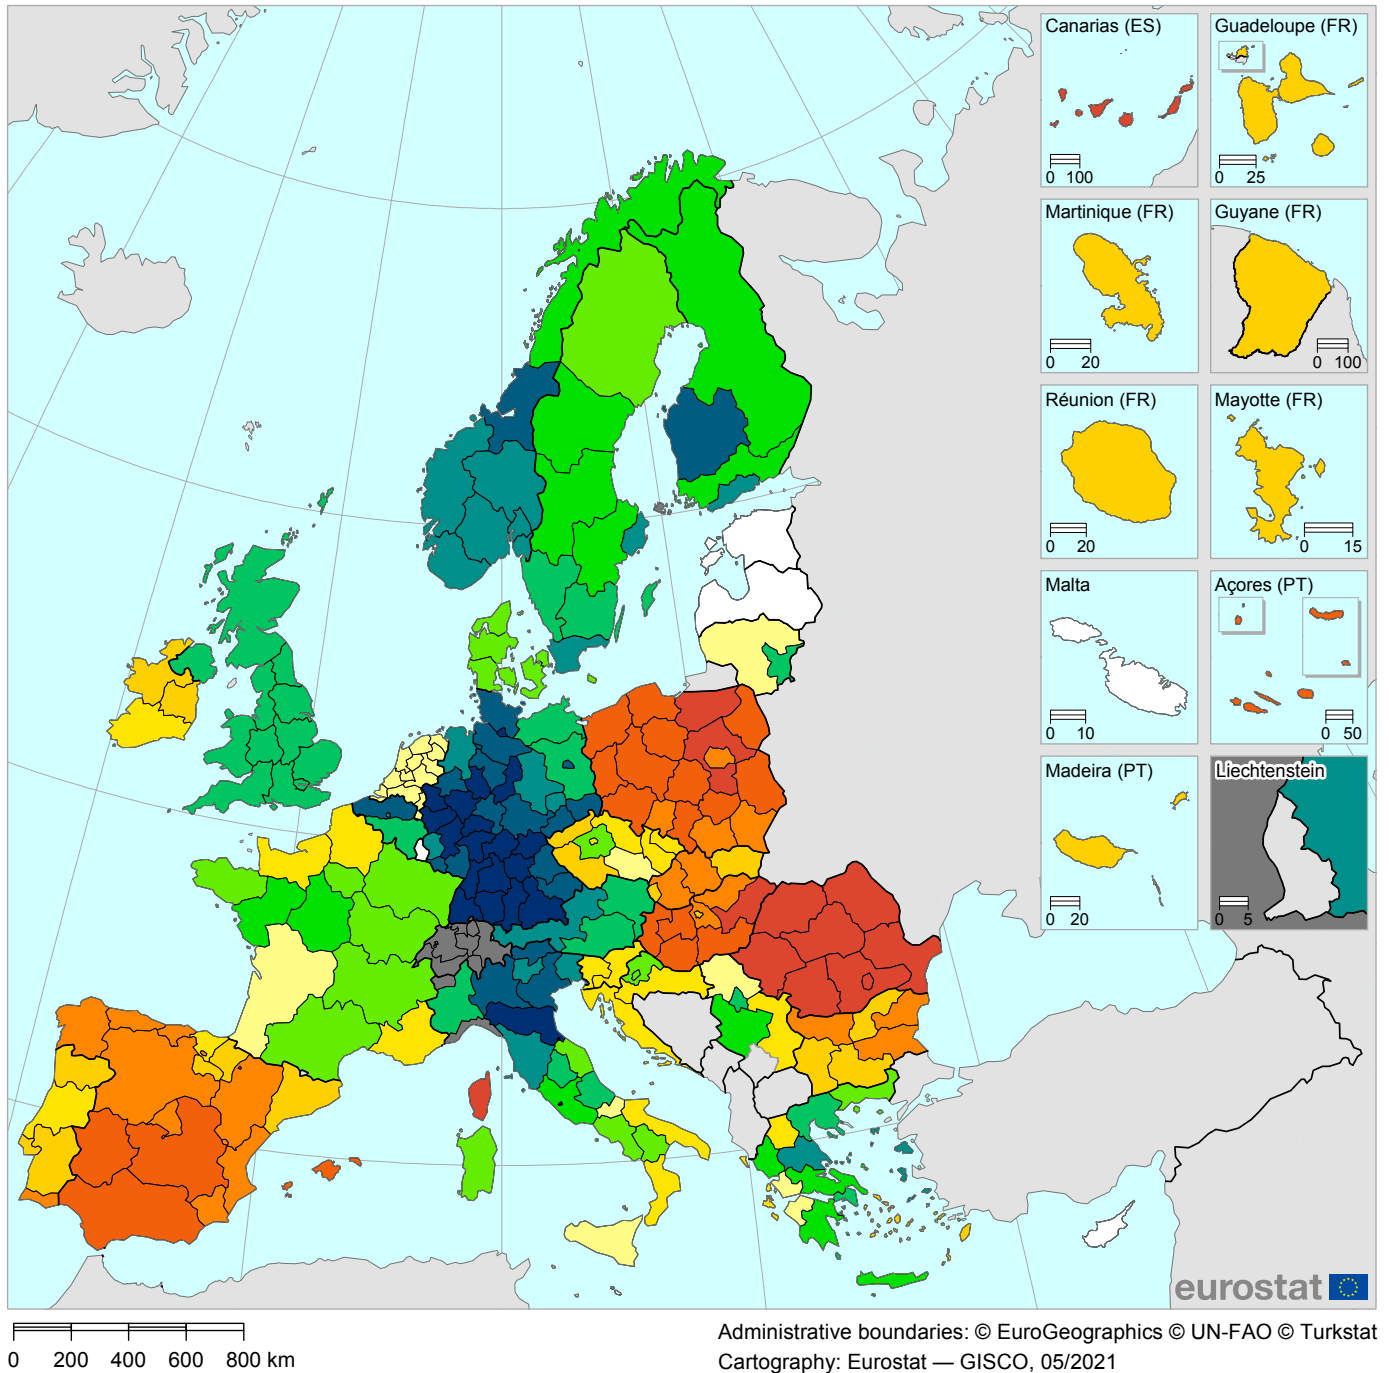 Canarias (ES)
0 100
Guadeloupe (FR)
0 25
Martinique (FR)
0 20
Guyane (FR)
0 100
Réunion (FR)
0 20
Mayotte (FR)
0 15
Malta
0 10
Açores (PT)
0 50
Madeira (PT)
0 20
Liechtenstein
0 5
eurostat
Administrative boundaries: © EuroGeographics © UN-FAO © Turkstat
Cartography: Eurostat — GISCO, 05/2021
0 200 400 600 800 km